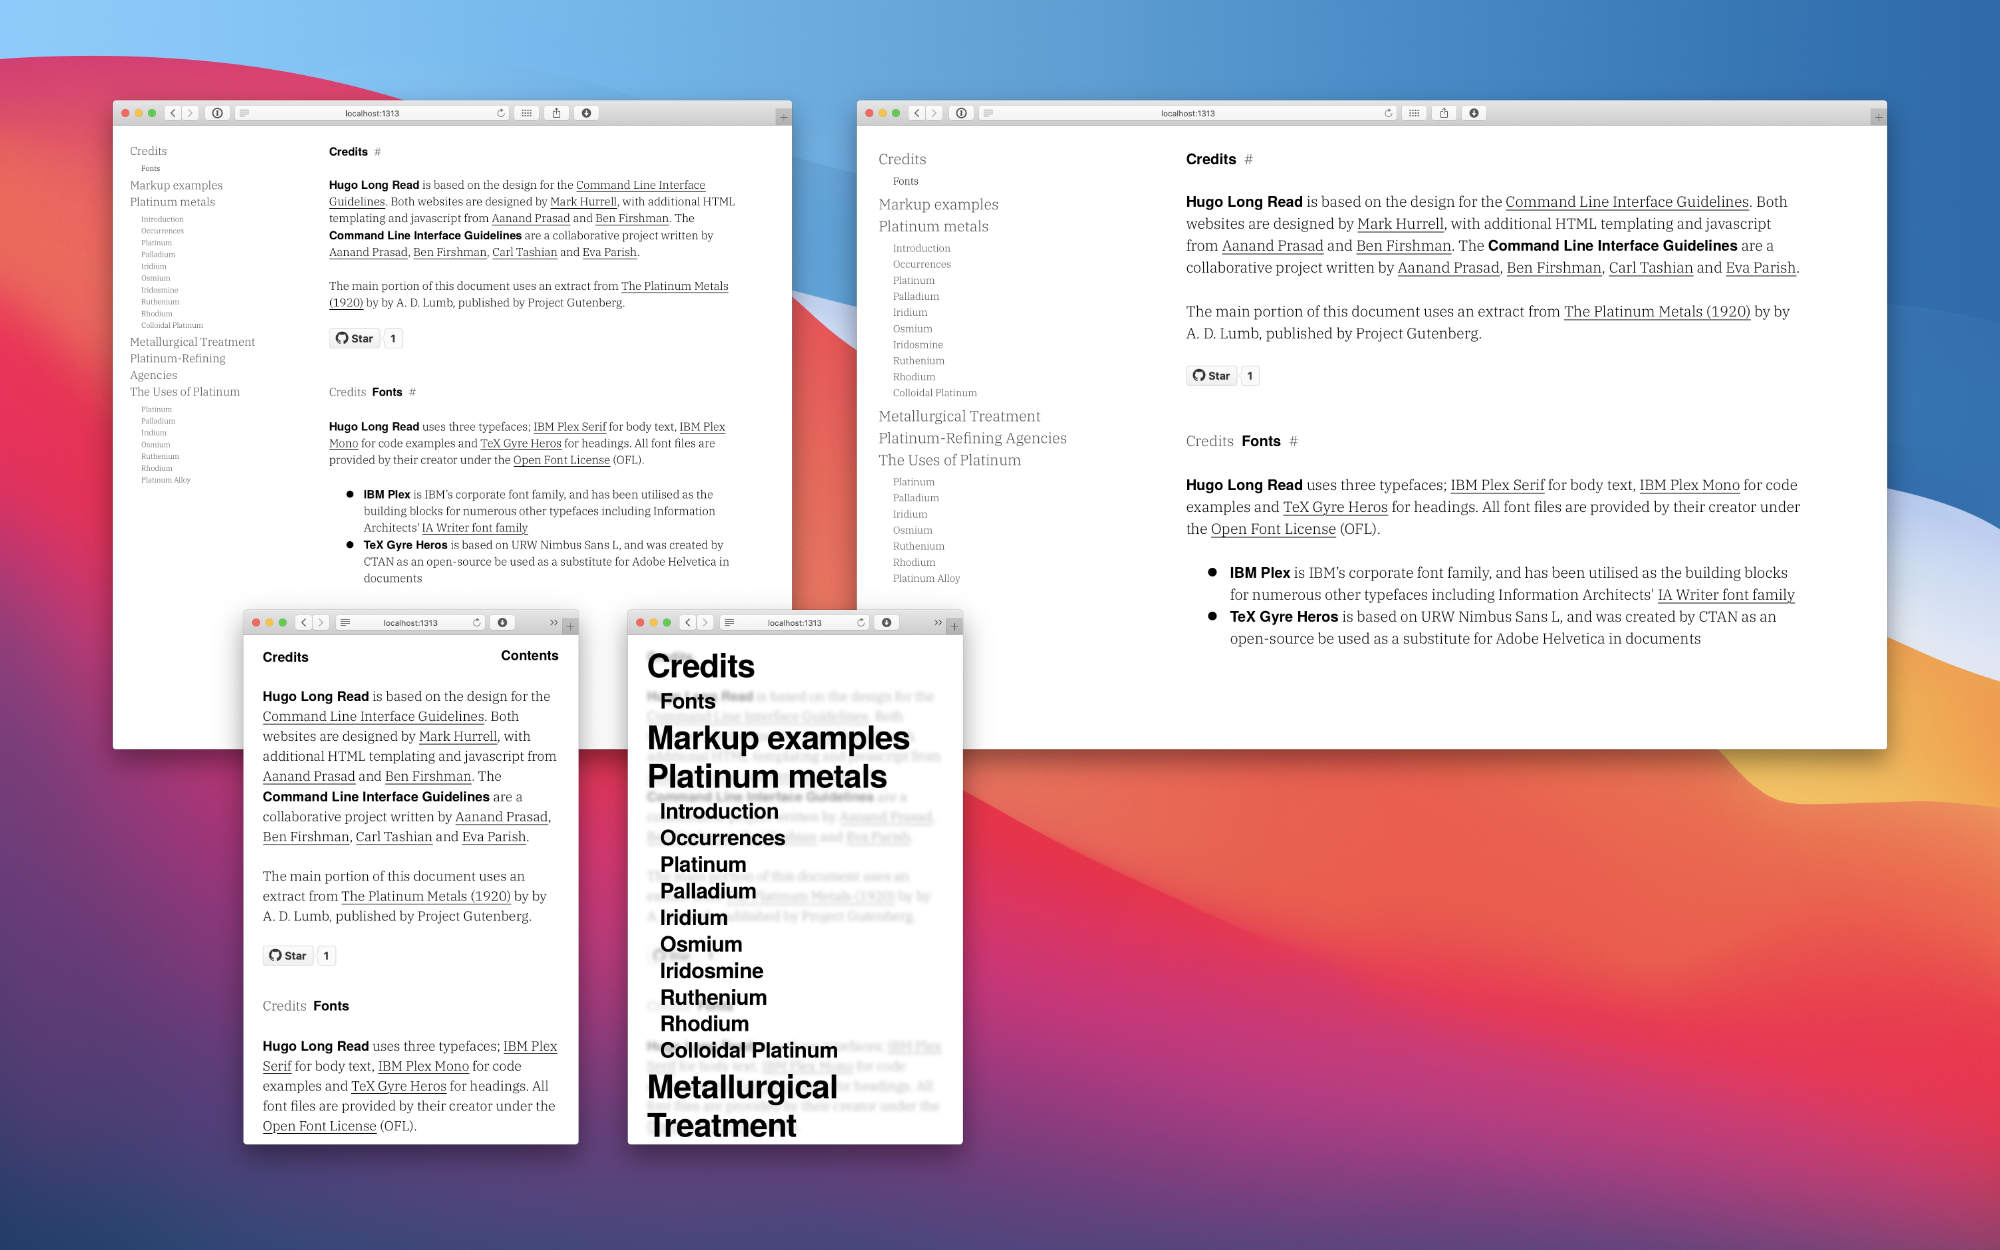 localhost:1313
Credits
Fonts
Markup examples
Platinum metals
Introduction
Occurrences
Platinum
Palladium
Iridium
Osmium
Iridosmine
Ruthenium
Rhodium
Colloidal Platinum
Metallurgical Treatment
Platinum-Refining
Agencies
The Uses of Platinum
Platinum
Palladium
Iridium
Osmium
Ruthenium
Rhodium
Platinum Alloy
Credits #
Hugo Long Read is based on the design for the Command Line Interface
Guidelines. Both websites are designed by Mark Hurrell, with additional HTML
templating and javascript from Aanand Prasad and Ben Firshman. The
Command Line Interface Guidelines are a collaborative project written by
Aanand Prasad, Ben Firshman, Carl Tashian and Eva Parish.
The main portion of this document uses an extract from The Platinum Metals
(1920) by by A. D. Lumb, published by Project Gutenberg.
Star 1
Credits Fonts #
Hugo Long Read uses three typefaces; IBM Plex Serif for body text, IBM Plex
Mono for code examples and TeX Gyre Heros for headings. All font files are
provided by their creator under the Open Font License (OFL).
● IBM Plex is IBM's corporate font family, and has been utilised as the
building blocks for numerous other typefaces including Information
Architects' IA Writer font family
● TeX Gyre Heros is based on URW Nimbus Sans L, and was created by
CTAN as an open-source be used as a substitute for Adobe Helvetica in
documents
localhost:1313
Credits
Fonts
Markup examples
Platinum metals
Introduction
Occurrences
Platinum
Palladium
Iridium
Osmium
Iridosmine
Ruthenium
Rhodium
Colloidal Platinum
Metallurgical Treatment
Platinum-Refining Agencies
The Uses of Platinum
Platinum
Palladium
Iridium
Osmium
Ruthenium
Rhodium
Platinum Alloy
Credits #
Hugo Long Read is based on the design for the Command Line Interface Guidelines. Both
websites are designed by Mark Hurrell, with additional HTML templating and javascript
from Aanand Prasad and Ben Firshman. The Command Line Interface Guidelines are a
collaborative project written by Aanand Prasad, Ben Firshman, Carl Tashian and Eva Parish.
The main portion of this document uses an extract from The Platinum Metals (1920) by by
A. D. Lumb, published by Project Gutenberg.
Star 1
Credits Fonts #
Hugo Long Read uses three typefaces; IBM Plex Serif for body text, IBM Plex Mono for code
examples and TeX Gyre Heros for headings. All font files are provided by their creator under
the Open Font License (OFL).
● IBM Plex is IBM's corporate font family, and has been utilised as the building blocks
for numerous other typefaces including Information Architects' IA Writer font family
● TeX Gyre Heros is based on URW Nimbus Sans L, and was created by CTAN as an
open-source be used as a substitute for Adobe Helvetica in documents
localhost:1313
Credits Contents
Hugo Long Read is based on the design for the
Command Line Interface Guidelines. Both
websites are designed by Mark Hurrell, with
additional HTML templating and javascript from
Aanand Prasad and Ben Firshman. The
Command Line Interface Guidelines are a
collaborative project written by Aanand Prasad,
Ben Firshman, Carl Tashian and Eva Parish.
The main portion of this document uses an
extract from The Platinum Metals (1920) by by
A. D. Lumb, published by Project Gutenberg.
Star 1
Credits Fonts
Hugo Long Read uses three typefaces; IBM Plex
Serif for body text, IBM Plex Mono for code
examples and TeX Gyre Heros for headings. All
font files are provided by their creator under the
Open Font License (OFL).
localhost:1313
Credits
Fonts
Markup examples
Platinum metals
Introduction
Occurrences
Platinum
Palladium
Iridium
Osmium
Iridosmine
Ruthenium
Rhodium
Colloidal Platinum
Metallurgical
Treatment